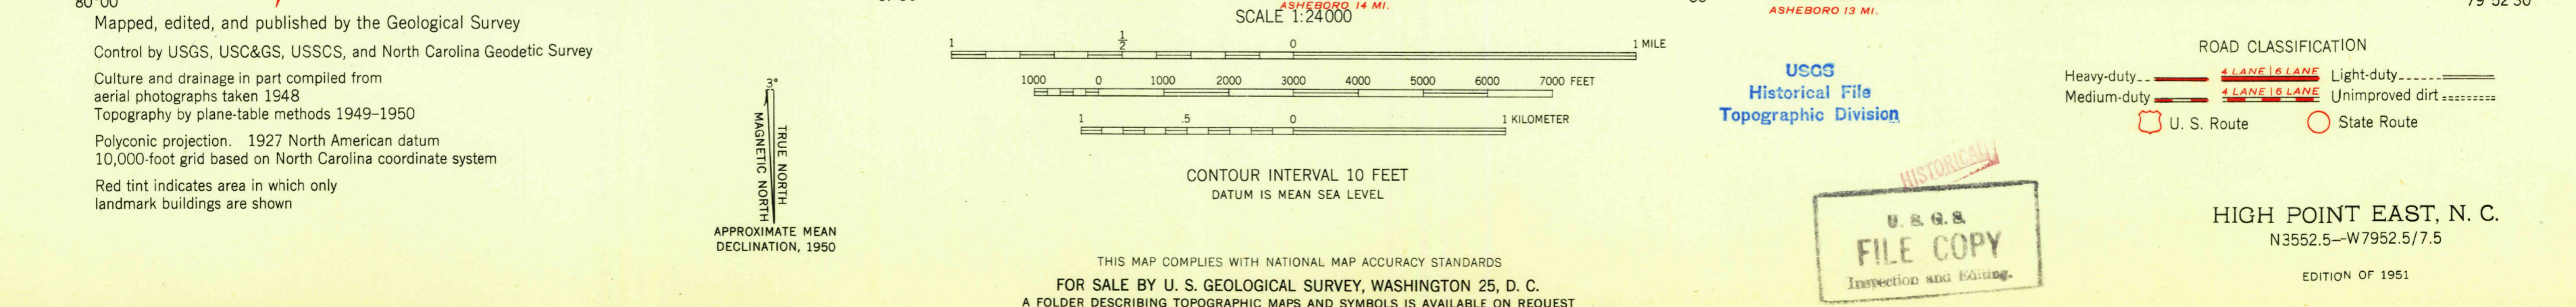 80°00'
Mapped, edited, and published by the Geological Survey
Control by USGS, USC&GS, USSCS, and North Carolina Geodetic Survey
Culture and drainage in part compiled from
aerial photographs taken 1948
Topography by plane-table methods 1949–1950
Polyconic projection. 1927 North American datum
10,000-foot grid based on North Carolina coordinate system
Red tint indicates area in which only
landmark buildings are shown
3°
TRUE NORTH
MAGNETIC NORTH
APPROXIMATE MEAN
DECLINATION, 1950
ASHEBORO 14 MI.
SCALE 1:24000
1 ½ 0 1 MILE
1000 0 1000 2000 3000 4000 5000 6000 7000 FEET
1 .5 0 1 KILOMETER
CONTOUR INTERVAL 10 FEET
DATUM IS MEAN SEA LEVEL
THIS MAP COMPLIES WITH NATIONAL MAP ACCURACY STANDARDS
FOR SALE BY U. S. GEOLOGICAL SURVEY, WASHINGTON 25, D. C.
A FOLDER DESCRIBING TOPOGRAPHIC MAPS AND SYMBOLS IS AVAILABLE ON REQUEST
ASHEBORO 13 MI.
USGS
Historical File
Topographic Division
HISTORICAL
U. S. G. S.
FILE COPY
Inspection and Editing.
79°52'30"
ROAD CLASSIFICATION
Heavy-duty 4 LANE | 6 LANE Light-duty
Medium-duty 4 LANE | 6 LANE Unimproved dirt
U. S. Route State Route
HIGH POINT EAST, N. C.
N3552.5—W7952.5/7.5
EDITION OF 1951